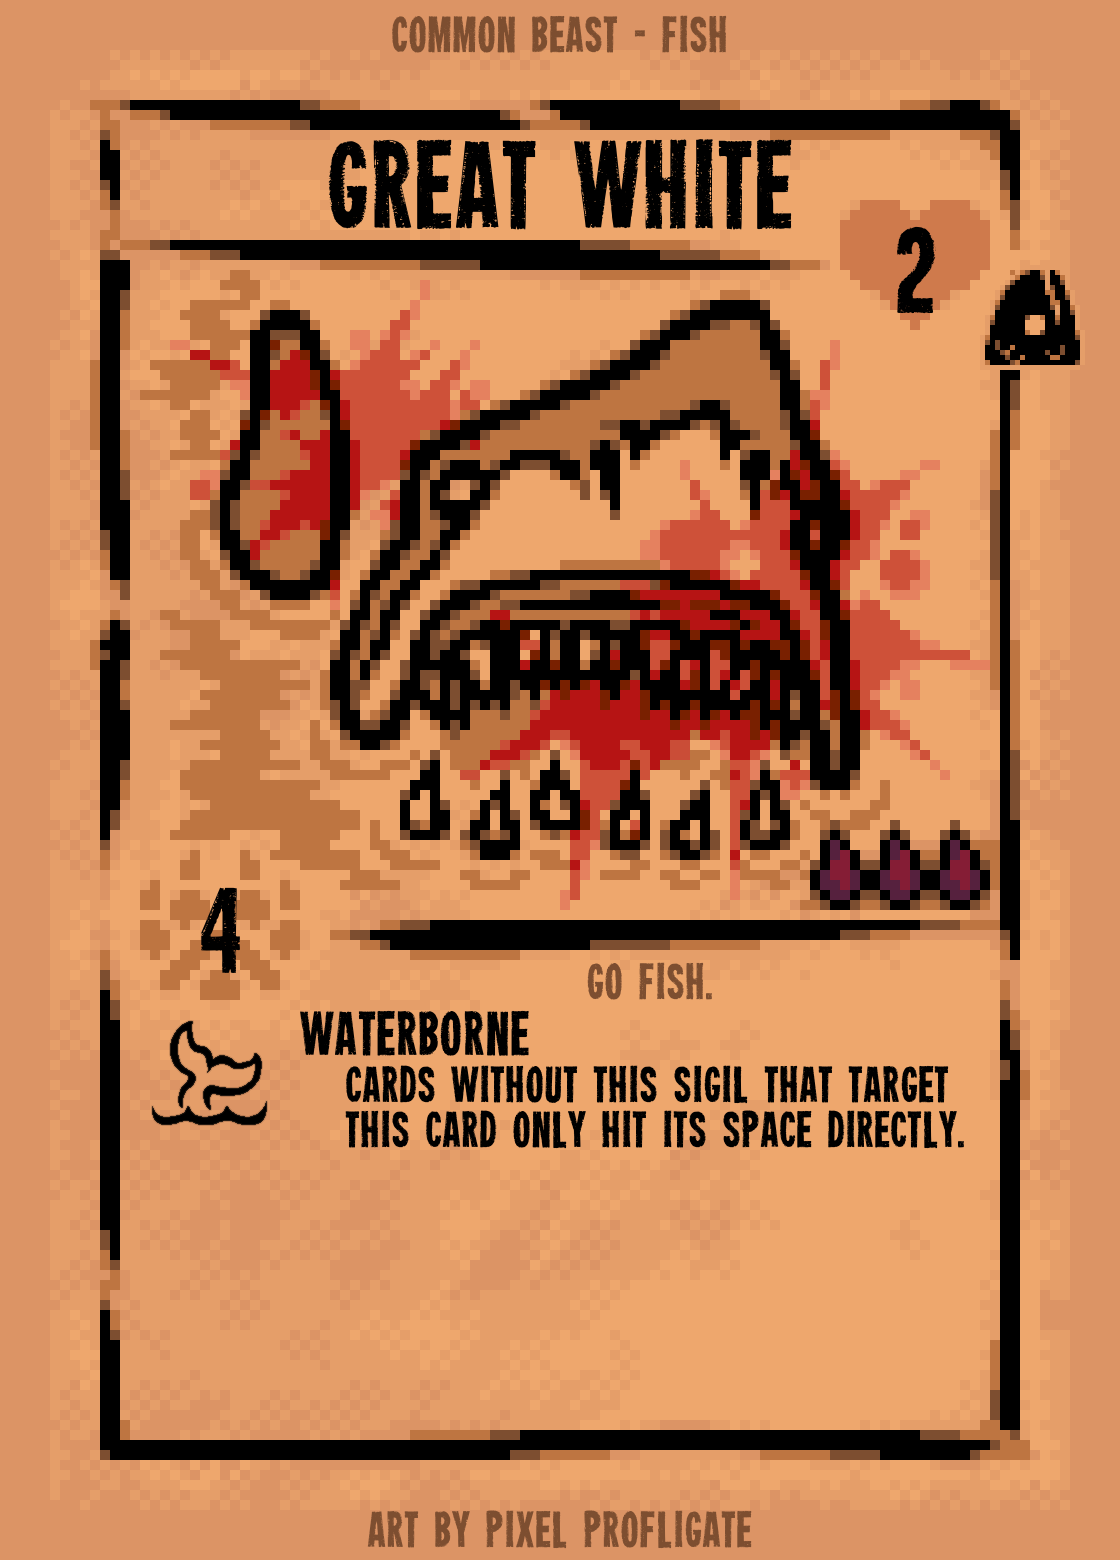 COMMON BEAST - FISH
GREAT WHITE
2
4
GO FISH.
WATERBORNE
CARDS WITHOUT THIS SIGIL THAT TARGET
THIS CARD ONLY HIT ITS SPACE DIRECTLY.
ART BY PIXEL PROFLIGATE